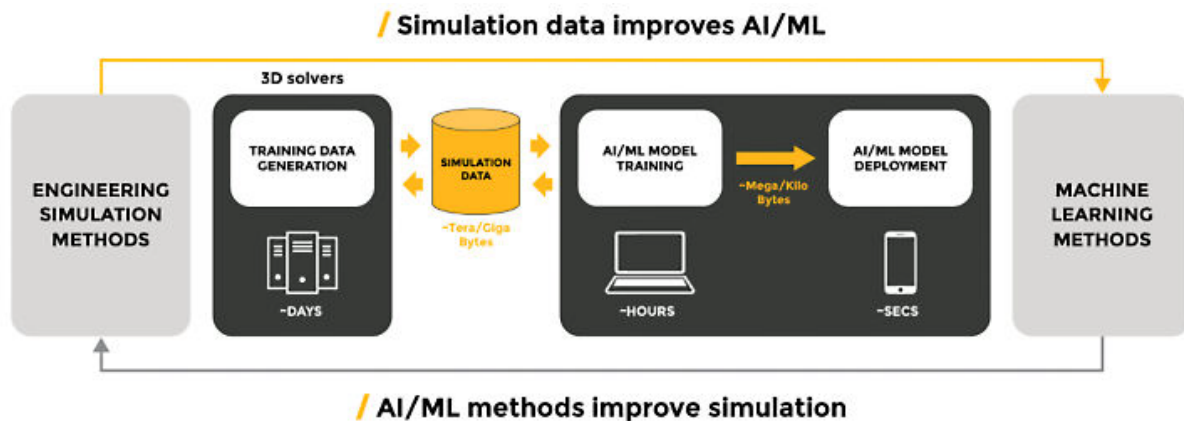 / Simulation data improves AI/ML
3D solvers
ENGINEERING
SIMULATION
METHODS
TRAINING DATA
GENERATION
~DAYS
SIMULATION
DATA
~Tera/Giga
Bytes
AI/ML MODEL
TRAINING
~HOURS
~Mega/Kilo
Bytes
AI/ML MODEL
DEPLOYMENT
~SECS
MACHINE
LEARNING
METHODS
/ AI/ML methods improve simulation